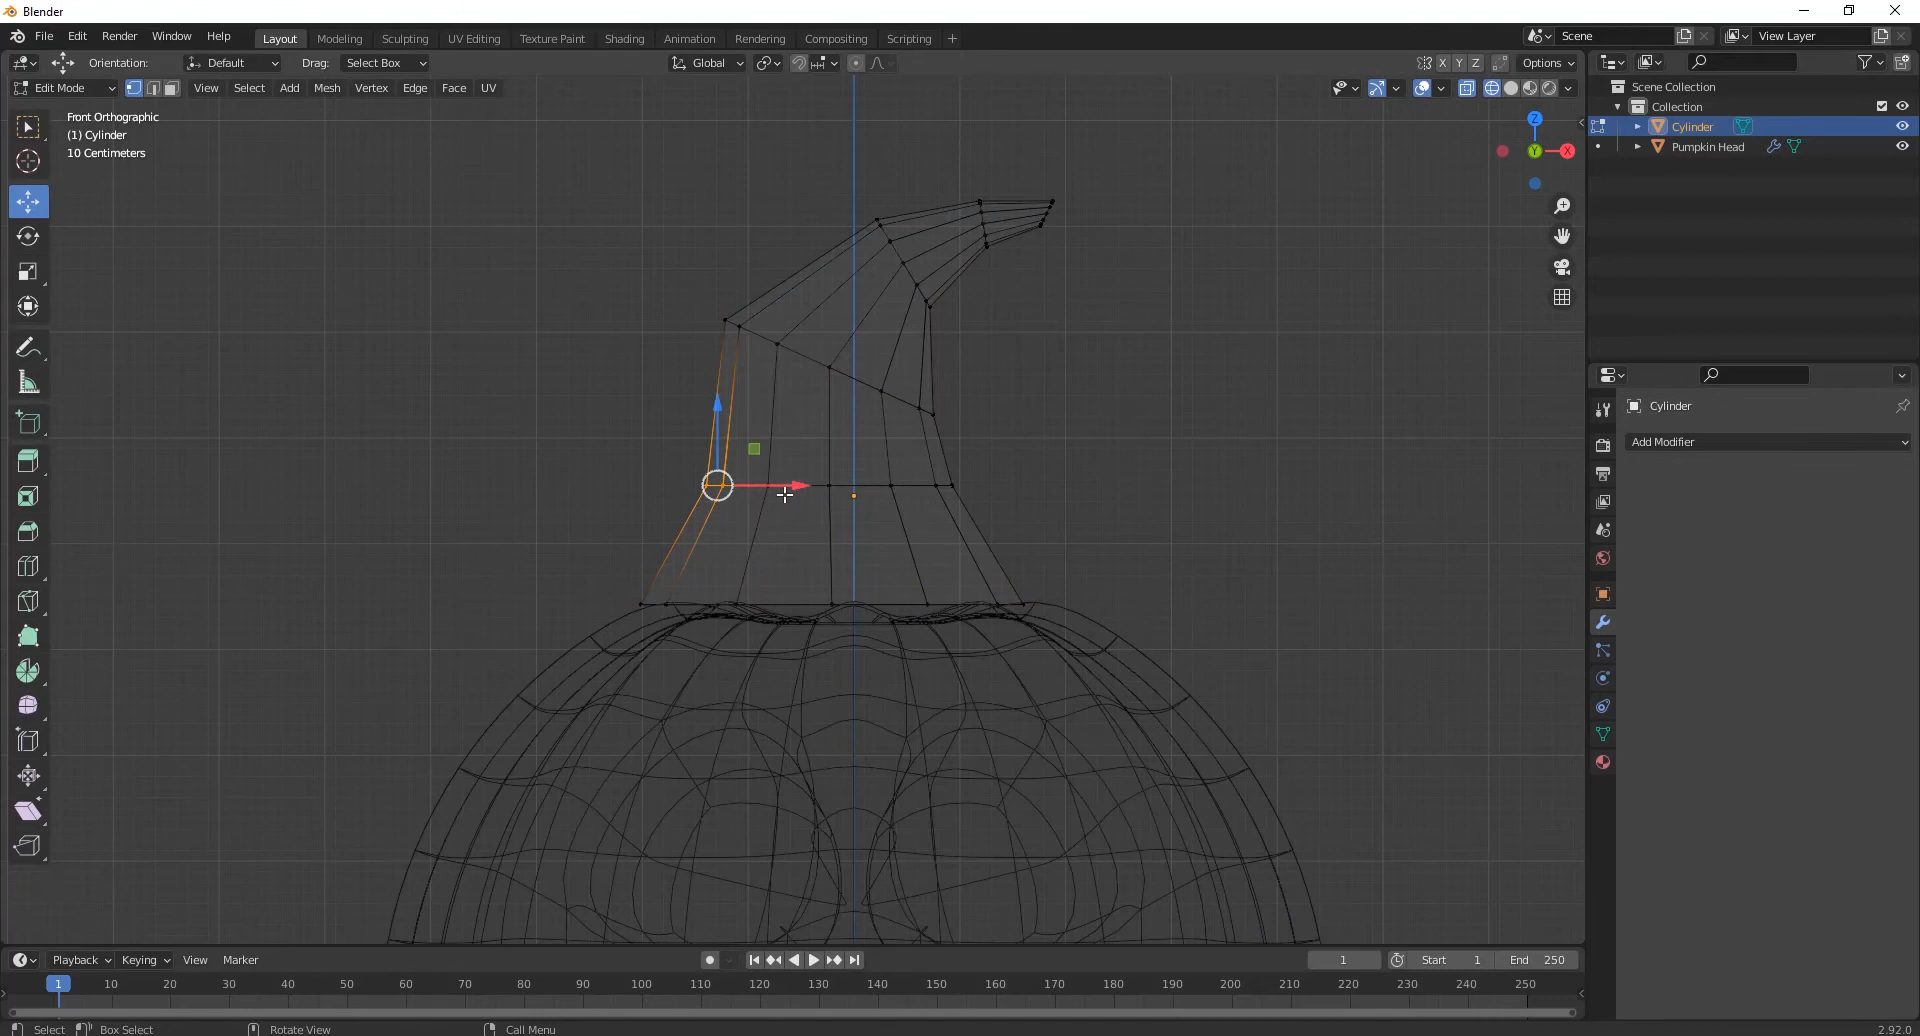 Blender
File Edit Render Window Help Layout Modeling Sculpting UV Editing Texture Paint Shading Animation Rendering Compositing Scripting + Scene View Layer
Orientation: Default Drag: Select Box Global X Y Z Options
Edit Mode View Select Add Mesh Vertex Edge Face UV
Front Orthographic
(1) Cylinder
10 Centimeters
Z
Y
X
Scene Collection
Collection
Cylinder
Pumpkin Head
Cylinder
Add Modifier
Playback Keying View Marker 1 Start 1 End 250
1 10 20 30 40 50 60 70 80 90 100 110 120 130 140 150 160 170 180 190 200 210 220 230 240 250
Select Box Select Rotate View Call Menu 2.92.0